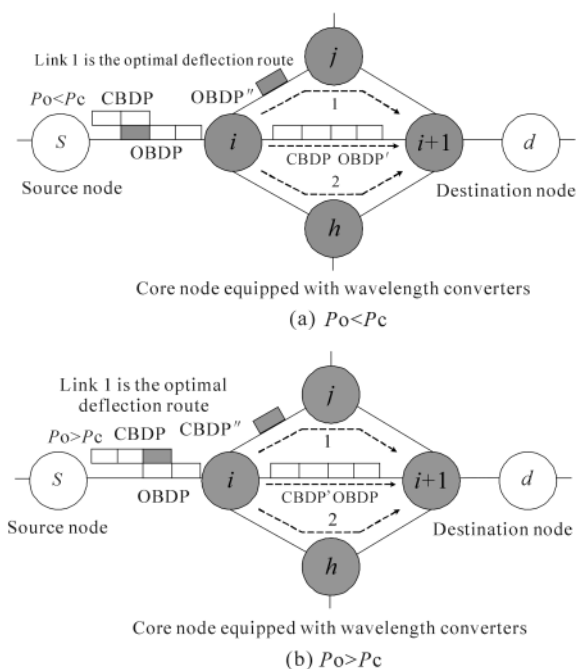 Link 1 is the optimal deflection route
j
OBDP″
Po<Pc
CBDP
1
S
OBDP
i
CBDP OBDP′
i+1
d
2
Source node
Destination node
h
Core node equipped with wavelength converters
(a) Po<Pc
Link 1 is the optimal
deflection route
j
CBDP″
Po>Pc
CBDP
1
S
OBDP
i
CBDP’ OBDP
i+1
d
2
Source node
Destination node
h
Core node equipped with wavelength converters
(b) Po>Pc